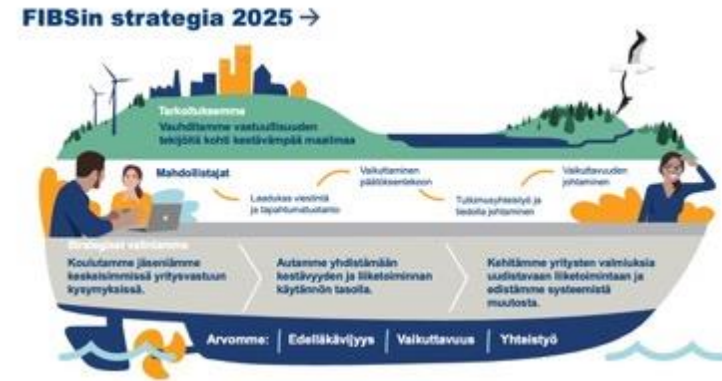 FIBSin strategia 2025 →
Tarkoituksemme
Vauhditamme vastuullisuuden
tekijöitä kohti kestävämpää maailmaa
Mahdollistajat
Laadukas viestintä
ja tapahtumatuotanto
Vaikuttaminen
päätöksentekoon
Tutkimusyhteistyö ja
tiedolla johtaminen
Vaikuttavuuden
johtaminen
Strategiset valintamme
Koulutamme jäseniämme
keskeisimmissä yritysvastuun
kysymyksissä.
Autamme yhdistämään
kestävyyden ja liiketoiminnan
käytännön tasolla.
Kehitämme yritysten valmiuksia
uudistavaan liiketoimintaan ja
edistämme systeemistä
muutosta.
Arvomme: Edelläkävijyys Vaikuttavuus Yhteistyö